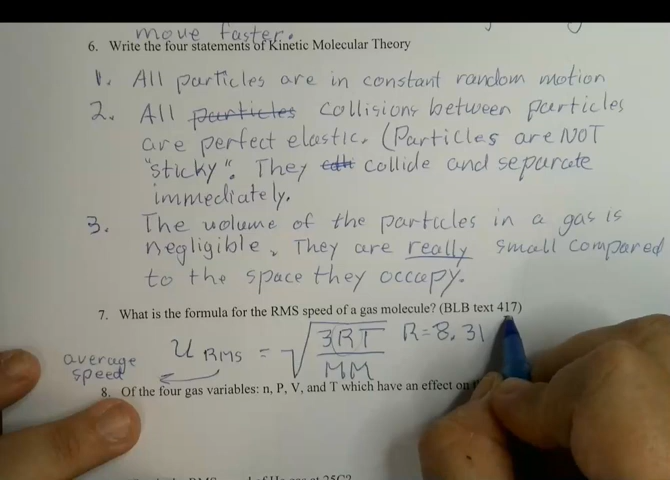 move faster.
6. Write the four statements of Kinetic Molecular Theory
1. All particles are in constant random motion
2. All particles collisions between particles
are perfect elastic. (Particles are NOT
"sticky". They collide and separate
immediately.
3. The volume of the particles in a gas is
negligible. They are really small compared
to the space they occupy.
7. What is the formula for the RMS speed of a gas molecule? (BLB text 417)
average speed
u RMS = √3RT/MM R=8.31
8. Of the four gas variables: n, P, V, and T which have an effect on